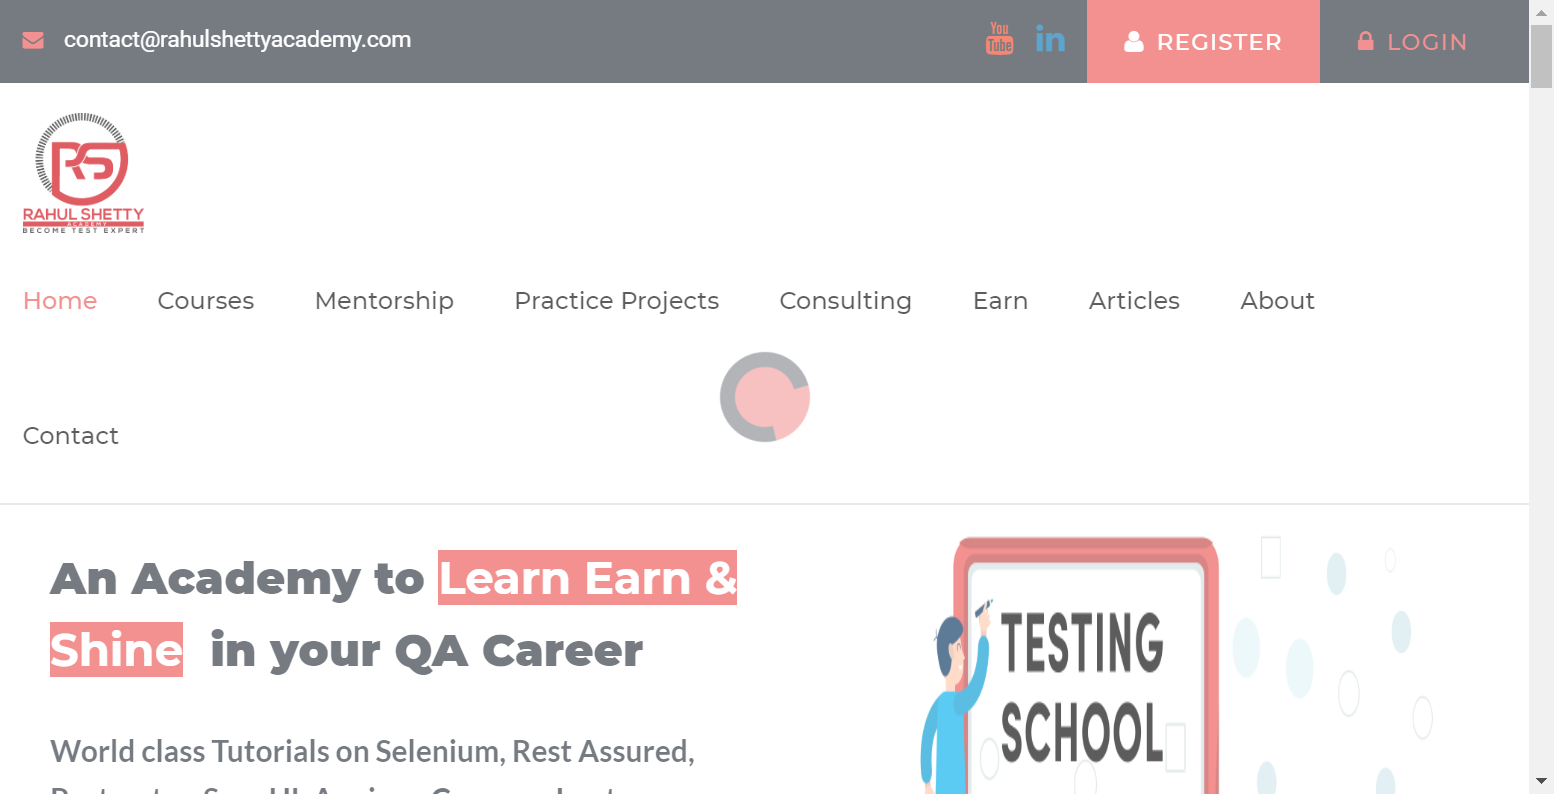 contact@rahulshettyacademy.com
You
Tube
in
REGISTER
LOGIN
RS
RAHUL SHETTY
ACADEMY
BECOME TEST EXPERT
Home Courses Mentorship Practice Projects Consulting Earn Articles About
Contact
An Academy to Learn Earn &
Shine in your QA Career
World class Tutorials on Selenium, Rest Assured,
TESTING
SCHOOL